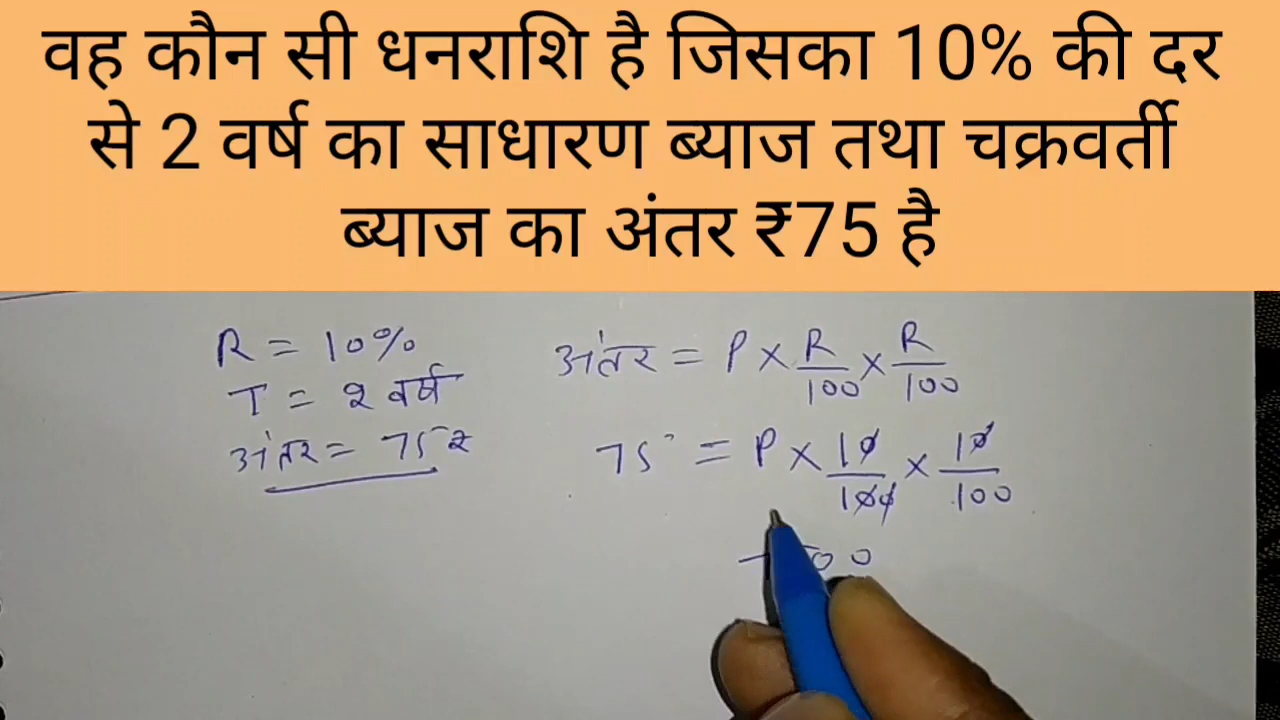 वह कौन सी धनराशि है जिसका 10% की दर
से 2 वर्ष का साधारण ब्याज तथा चक्रवर्ती
ब्याज का अंतर ₹75 है
R = 10%
T = 2 वर्ष
अंतर = 75 र
अंतर = P × R/100 × R/100
75 = P × 10/100 × 10/100